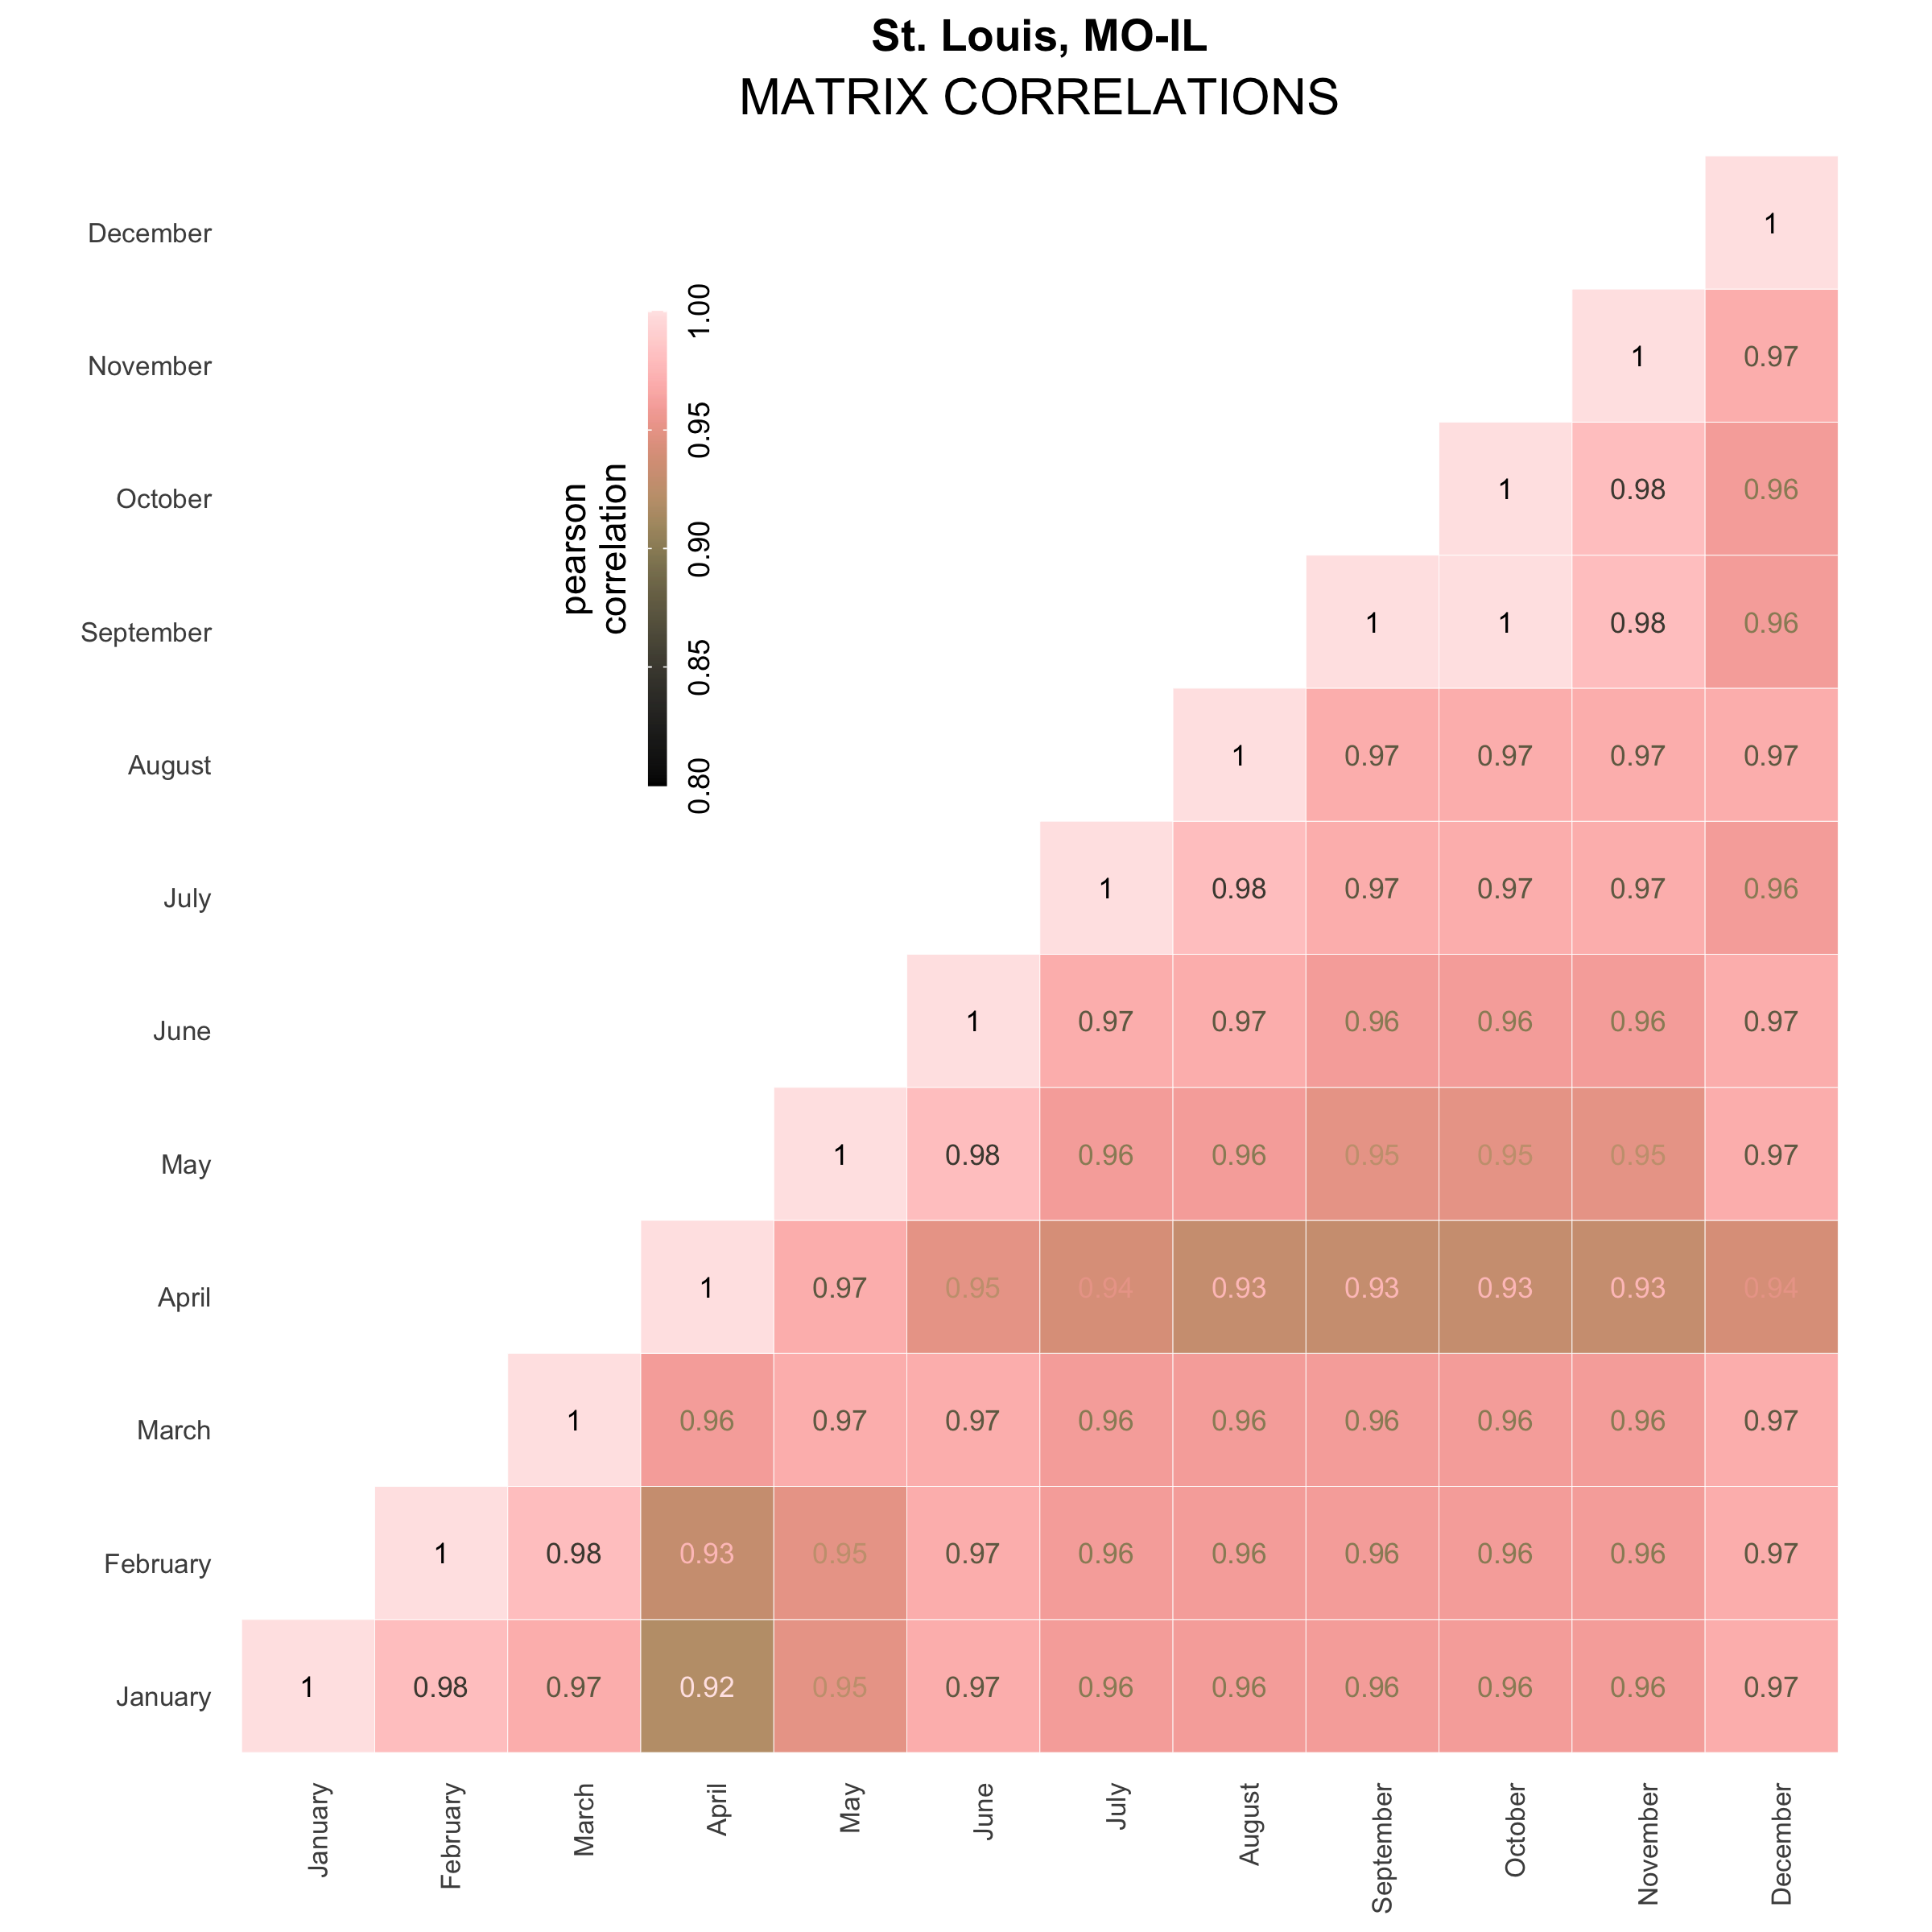 St. Louis, MO-IL
MATRIX CORRELATIONS
pearson
correlation
1.00
0.95
0.90
0.85
0.80
December 1
November 1 0.97
October 1 0.98 0.96
September 1 1 0.98 0.96
August 1 0.97 0.97 0.97 0.97
July 1 0.98 0.97 0.97 0.97 0.96
June 1 0.97 0.97 0.96 0.96 0.96 0.97
May 1 0.98 0.96 0.96 0.95 0.95 0.95 0.97
April 1 0.97 0.95 0.94 0.93 0.93 0.93 0.93 0.94
March 1 0.96 0.97 0.97 0.96 0.96 0.96 0.96 0.96 0.97
February 1 0.98 0.93 0.95 0.97 0.96 0.96 0.96 0.96 0.96 0.97
January 1 0.98 0.97 0.92 0.95 0.97 0.96 0.96 0.96 0.96 0.96 0.97
January February March April May June July August September October November December